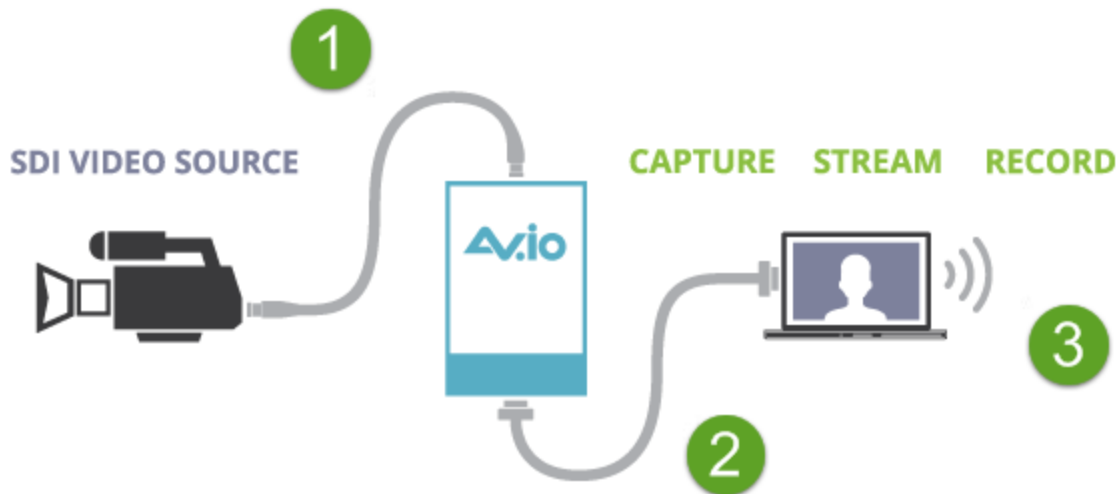 1
SDI VIDEO SOURCE
CAPTURE STREAM RECORD
AV.io
3
2